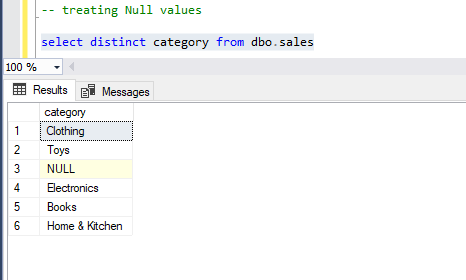 -- treating Null values
select distinct category from dbo.sales
100 %
Results Messages
category
1 Clothing
2 Toys
3 NULL
4 Electronics
5 Books
6 Home & Kitchen